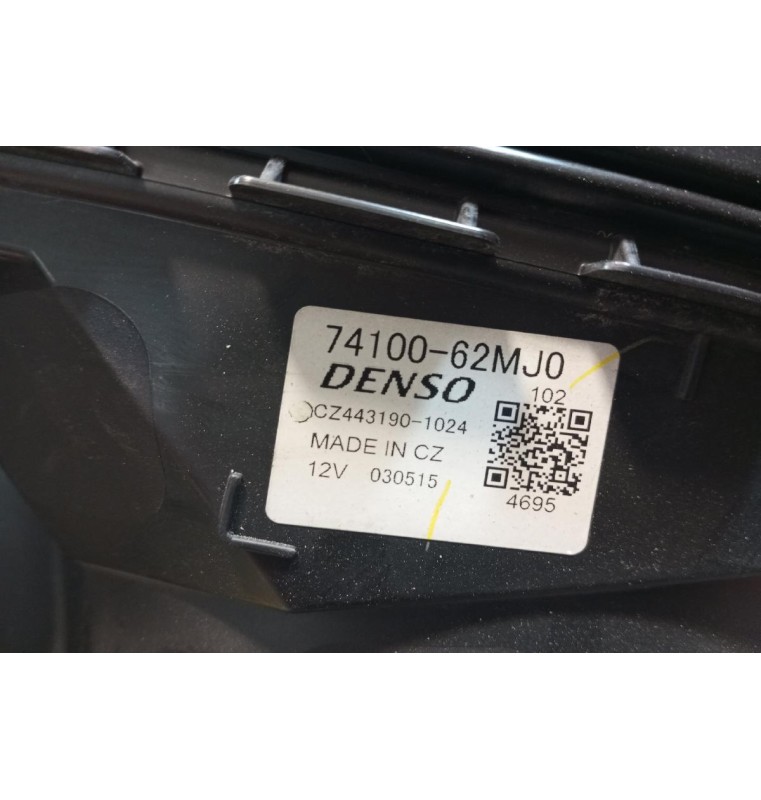 74100-62MJ0
DENSO
102
CZ443190-1024
MADE IN CZ
12V 030515
4695